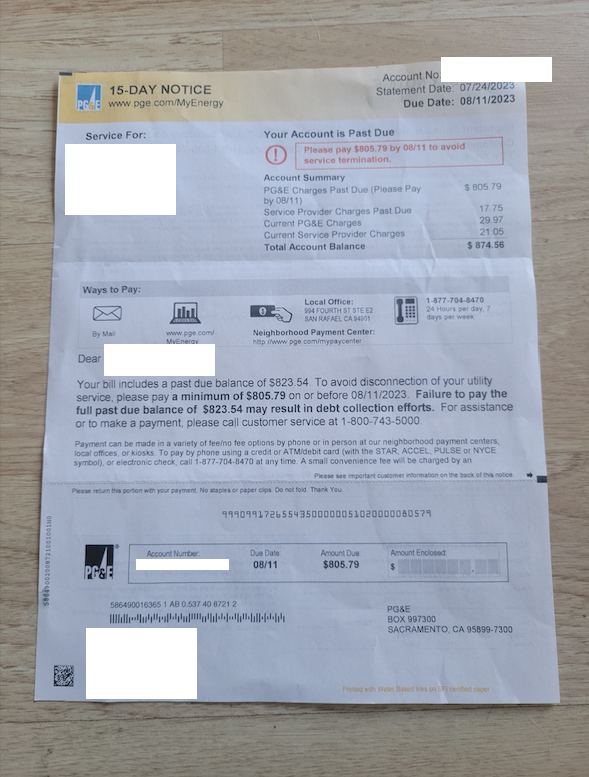 PG&E
15-DAY NOTICE
www.pge.com/MyEnergy
Account No:
Statement Date: 07/24/2023
Due Date: 08/11/2023
Service For:
Your Account is Past Due
Please pay $805.79 by 08/11 to avoid
service termination.
Account Summary
PG&E Charges Past Due (Please Pay $ 805.79
by 08/11)
Service Provider Charges Past Due 17.75
Current PG&E Charges 29.97
Current Service Provider Charges 21.05
Total Account Balance $ 874.56
Ways to Pay:
By Mail
www.pge.com/
MyEnergy
Local Office:
994 FOURTH ST STE E2
SAN RAFAEL CA 94901
Neighborhood Payment Center:
http://www.pge.com/mypaycenter
1-877-704-8470
24 Hours per day, 7
days per week
Dear
Your bill includes a past due balance of $823.54. To avoid disconnection of your utility
service, please pay a minimum of $805.79 on or before 08/11/2023. Failure to pay the
full past due balance of $823.54 may result in debt collection efforts. For assistance
or to make a payment, please call customer service at 1-800-743-5000.
Payment can be made in a variety of fee/no fee options by phone or in person at our neighborhood payment centers,
local offices, or kiosks. To pay by phone using a credit or ATM/debit card (with the STAR, ACCEL, PULSE or NYCE
symbol), or electronic check, call 1-877-704-8470 at any time. A small convenience fee will be charged by an
Please see important customer information on the back of this notice
Please return this portion with your payment. No staples or paper clips. Do not fold. Thank You.
PG&E
Account Number:
Due Date:
08/11
Amount Due:
$805.79
Amount Enclosed:
$ .
586490016365 1 AB 0.537 40 8721 2
PG&E
BOX 997300
SACRAMENTO, CA 95899-7300
Printed with Water Based Inks on SFI certified paper